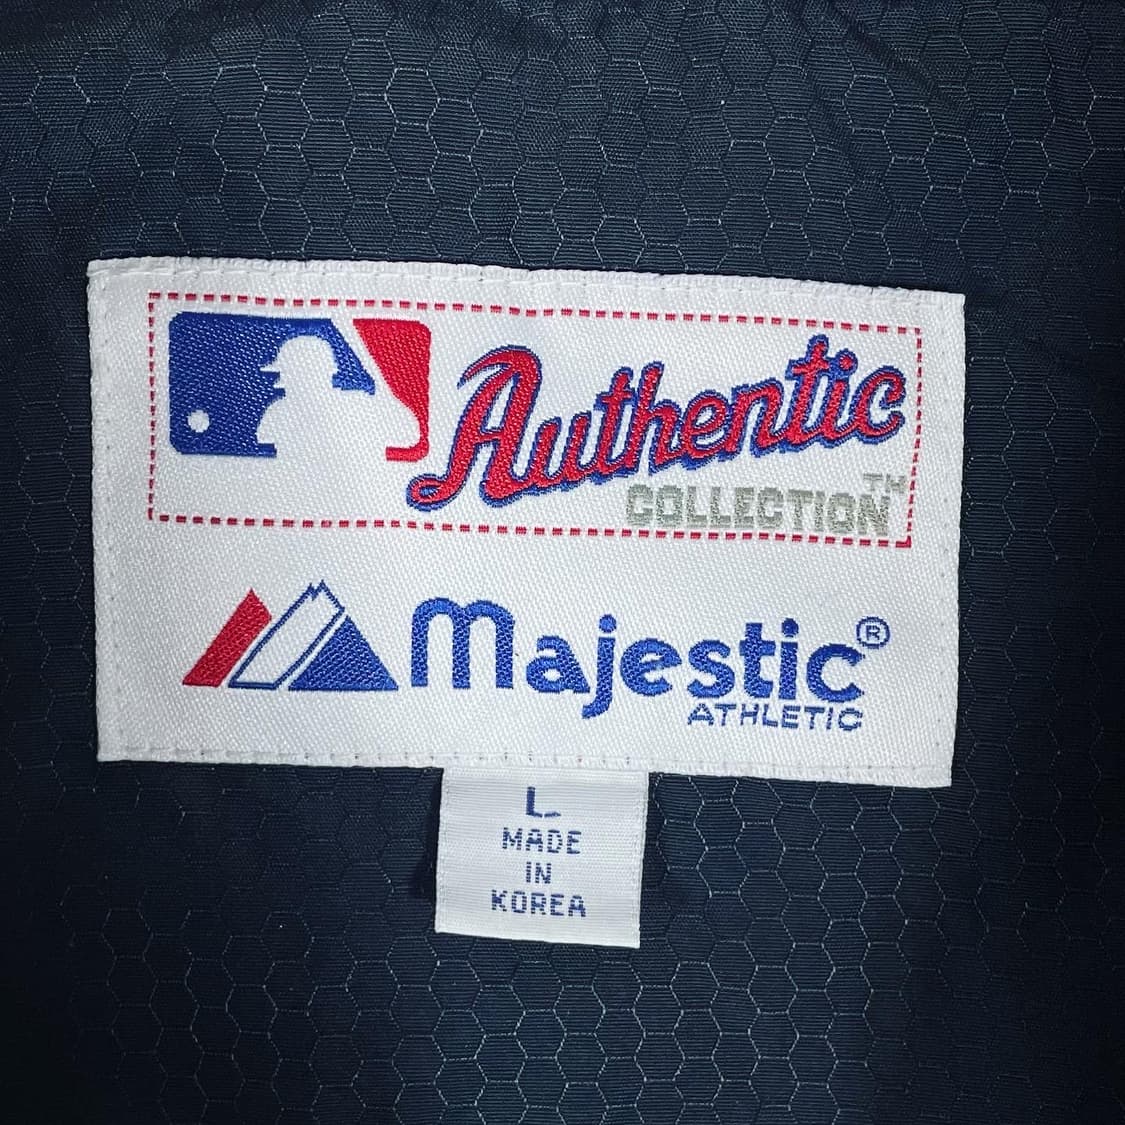 Authentic
COLLECTION™
Majestic®
ATHLETIC
L
MADE
IN
KOREA